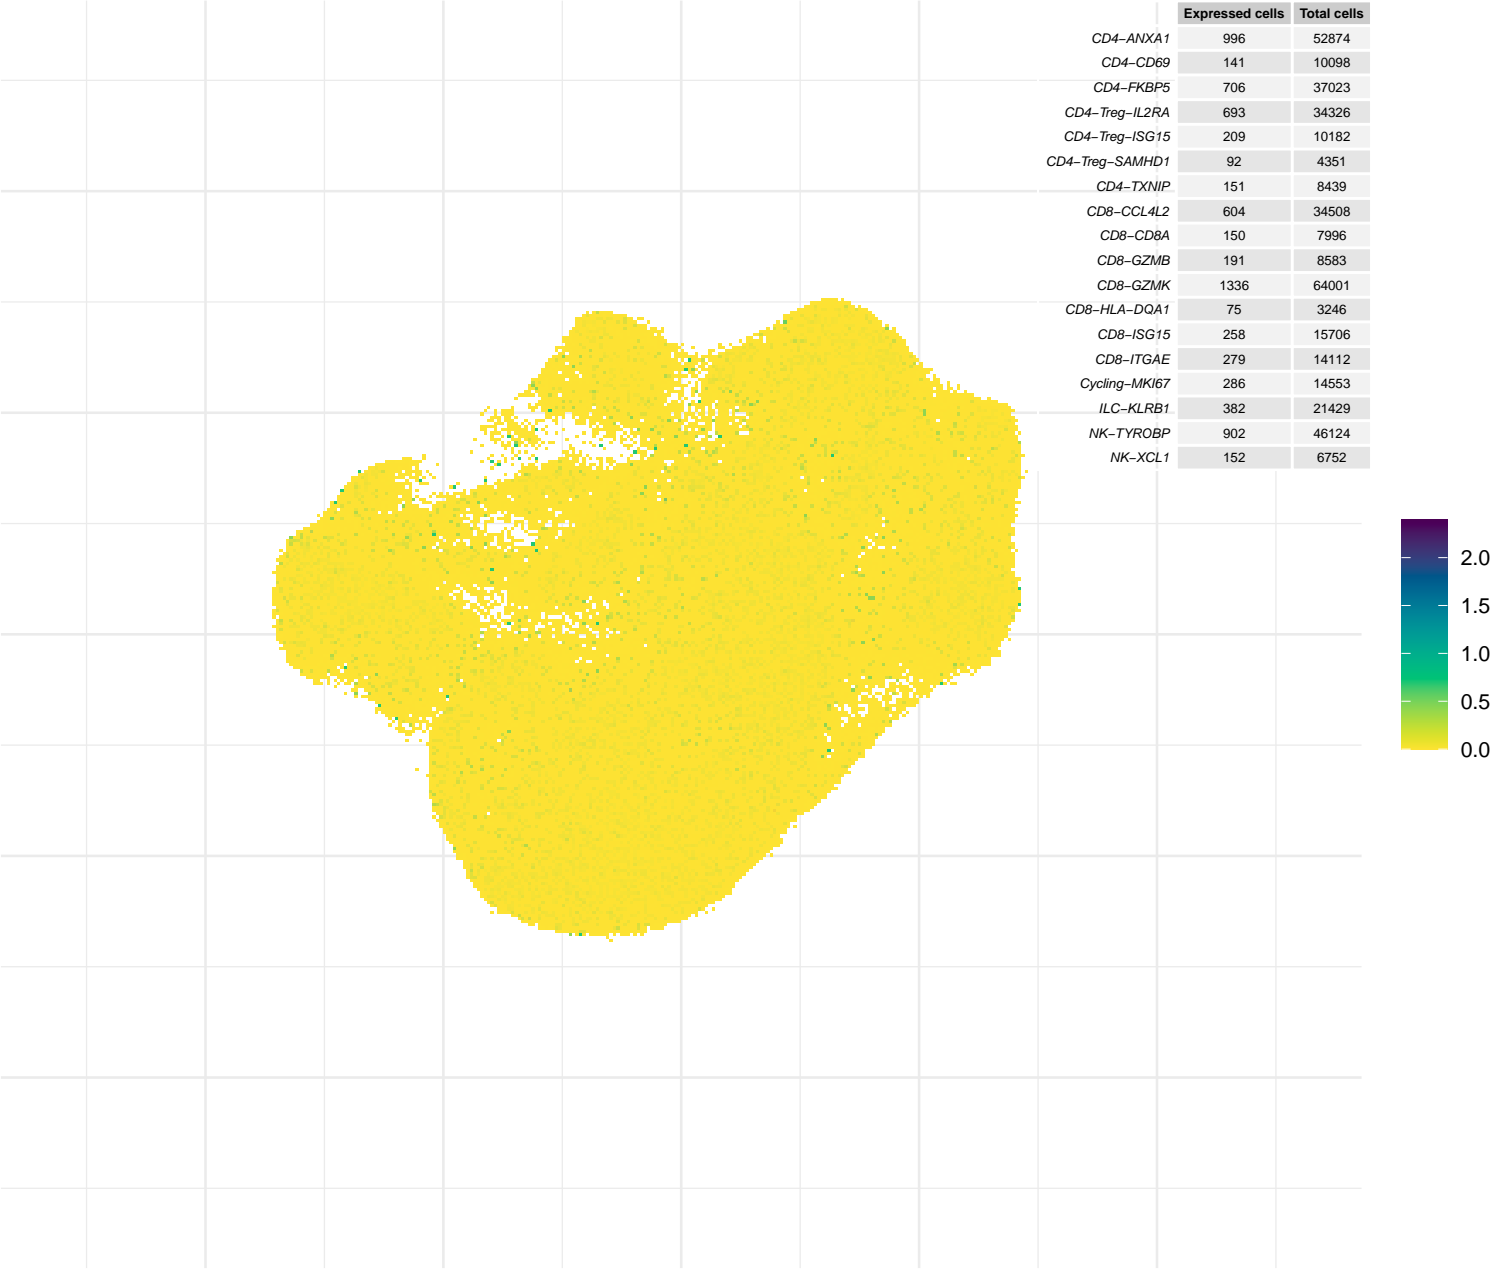 Expressed cells Total cells
CD4−ANXA1 996 52874
CD4−CD69 141 10098
CD4−FKBP5 706 37023
CD4−Treg−IL2RA 693 34326
CD4−Treg−ISG15 209 10182
CD4−Treg−SAMHD1 92 4351
CD4−TXNIP 151 8439
CD8−CCL4L2 604 34508
CD8−CD8A 150 7996
CD8−GZMB 191 8583
CD8−GZMK 1336 64001
CD8−HLA−DQA1 75 3246
CD8−ISG15 258 15706
CD8−ITGAE 279 14112
Cycling−MKI67 286 14553
ILC−KLRB1 382 21429
NK−TYROBP 902 46124
NK−XCL1 152 6752
2.0
1.5
1.0
0.5
0.0